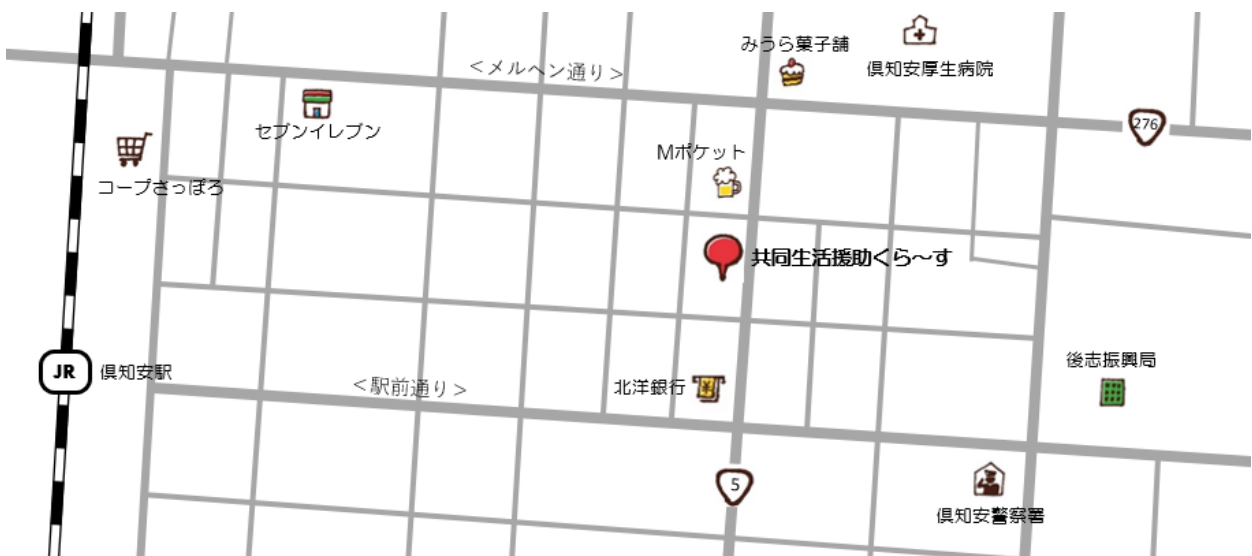 みうら菓子舗
倶知安厚生病院
＜メルヘン通り＞
セブンイレブン
276
Mポケット
コープさっぽろ
共同生活援助くら～す
JR
倶知安駅
＜駅前通り＞
北洋銀行
後志振興局
5
倶知安警察署